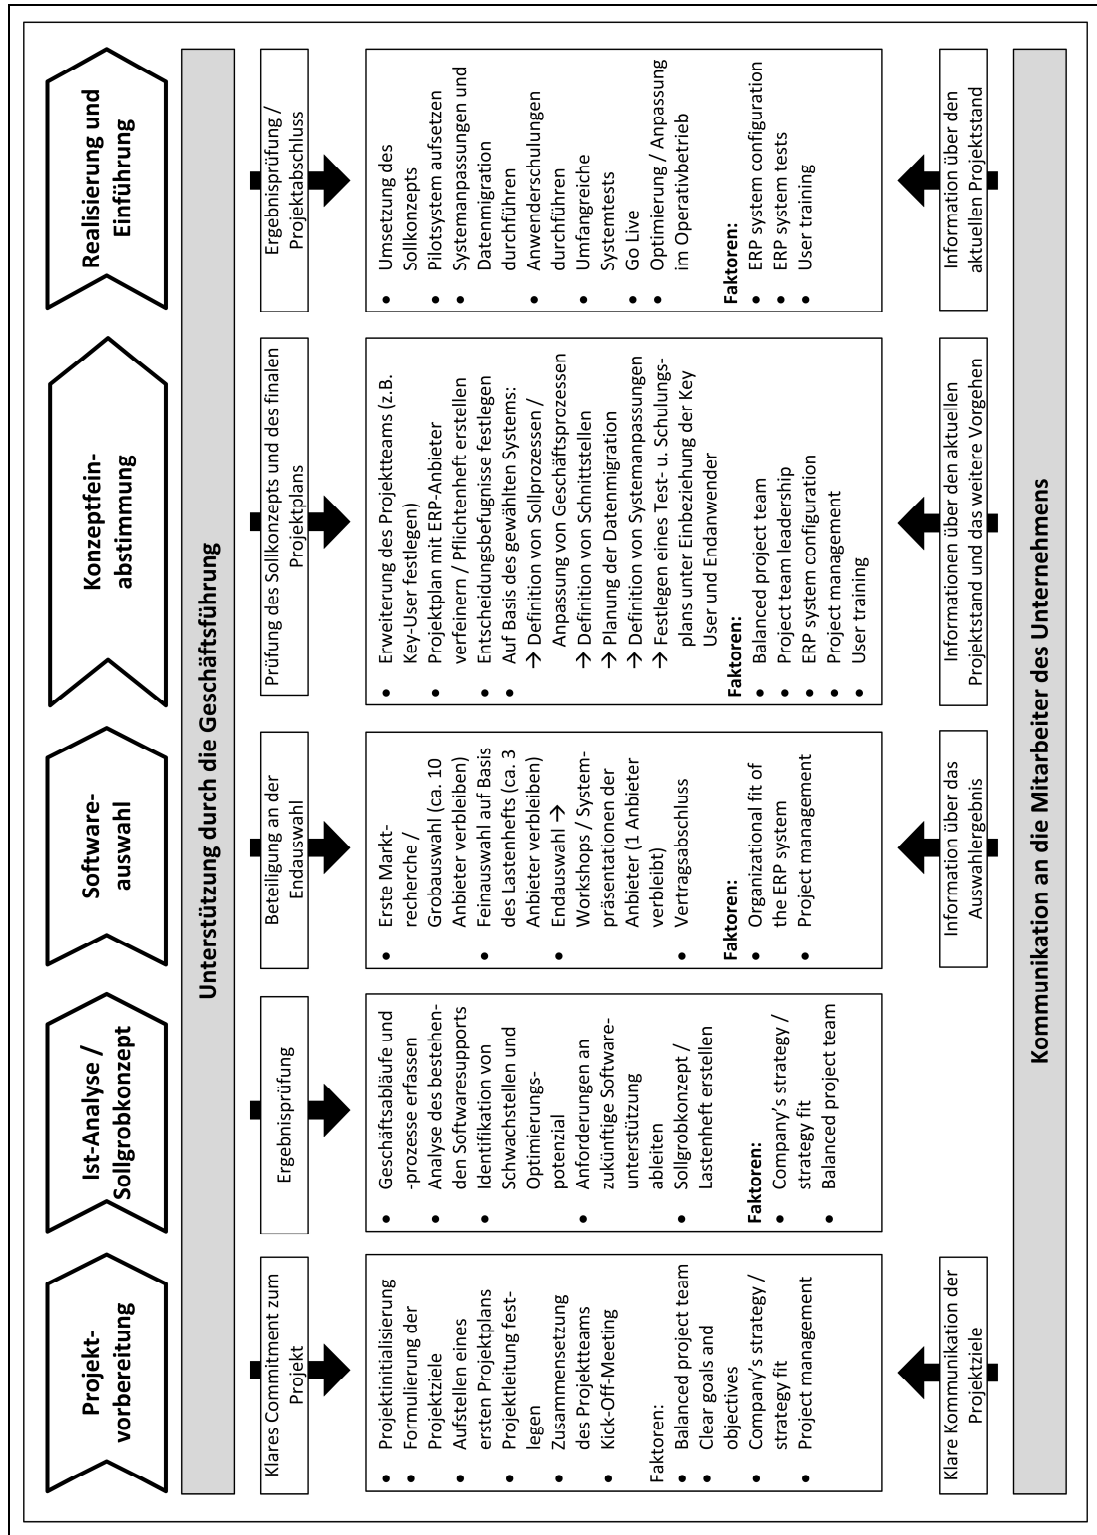 Projekt-
vorbereitung
Ist-Analyse /
Sollgrobkonzept
Software-
auswahl
Konzeptfein-
abstimmung
Realisierung und
Einführung
Unterstützung durch die Geschäftsführung
Klares Commitment zum
Projekt
Ergebnisprüfung
Beteiligung an der
Endauswahl
Prüfung des Sollkonzepts und des finalen
Projektplans
Ergebnisprüfung /
Projektabschluss
• Projektinitialisierung
• Formulierung der
Projektziele
• Aufstellen eines
ersten Projektplans
• Projektleitung fest-
legen
• Zusammensetzung
des Projektteams
• Kick-Off-Meeting
Faktoren:
• Balanced project team
• Clear goals and
objectives
• Company's strategy /
strategy fit
• Project management
• Geschäftsabläufe und
-prozesse erfassen
• Analyse des bestehen-
den Softwaresupports
• Identifikation von
Schwachstellen und
Optimierungs-
potenzial
• Anforderungen an
zukünftige Software-
unterstützung
ableiten
• Sollgrobkonzept /
Lastenheft erstellen
Faktoren:
• Company's strategy /
strategy fit
• Balanced project team
• Erste Markt-
recherche /
Grobauswahl (ca. 10
Anbieter verbleiben)
• Feinauswahl auf Basis
des Lastenhefts (ca. 3
Anbieter verbleiben)
• Endauswahl →
Workshops / System-
präsentationen der
Anbieter (1 Anbieter
verbleibt)
• Vertragsabschluss
Faktoren:
• Organizational fit of
the ERP system
• Project management
• Erweiterung des Projektteams (z.B.
Key-User festlegen)
• Projektplan mit ERP-Anbieter
verfeinern / Pflichtenheft erstellen
• Entscheidungsbefugnisse festlegen
• Auf Basis des gewählten Systems:
→ Definition von Sollprozessen /
Anpassung von Geschäftsprozessen
→ Definition von Schnittstellen
→ Planung der Datenmigration
→ Definition von Systemanpassungen
→ Festlegen eines Test- u. Schulungs-
plans unter Einbeziehung der Key
User und Endanwender
Faktoren:
• Balanced project team
• Project team leadership
• ERP system configuration
• Project management
• User training
• Umsetzung des
Sollkonzepts
• Pilotsystem aufsetzen
• Systemanpassungen und
Datenmigration
durchführen
• Anwenderschulungen
durchführen
• Umfangreiche
Systemtests
• Go Live
• Optimierung / Anpassung
im Operativbetrieb
Faktoren:
• ERP system configuration
• ERP system tests
• User training
Klare Kommunikation der
Projektziele
Information über das
Auswahlergebnis
Informationen über den aktuellen
Projektstand und das weitere Vorgehen
Information über den
aktuellen Projektstand
Kommunikation an die Mitarbeiter des Unternehmens